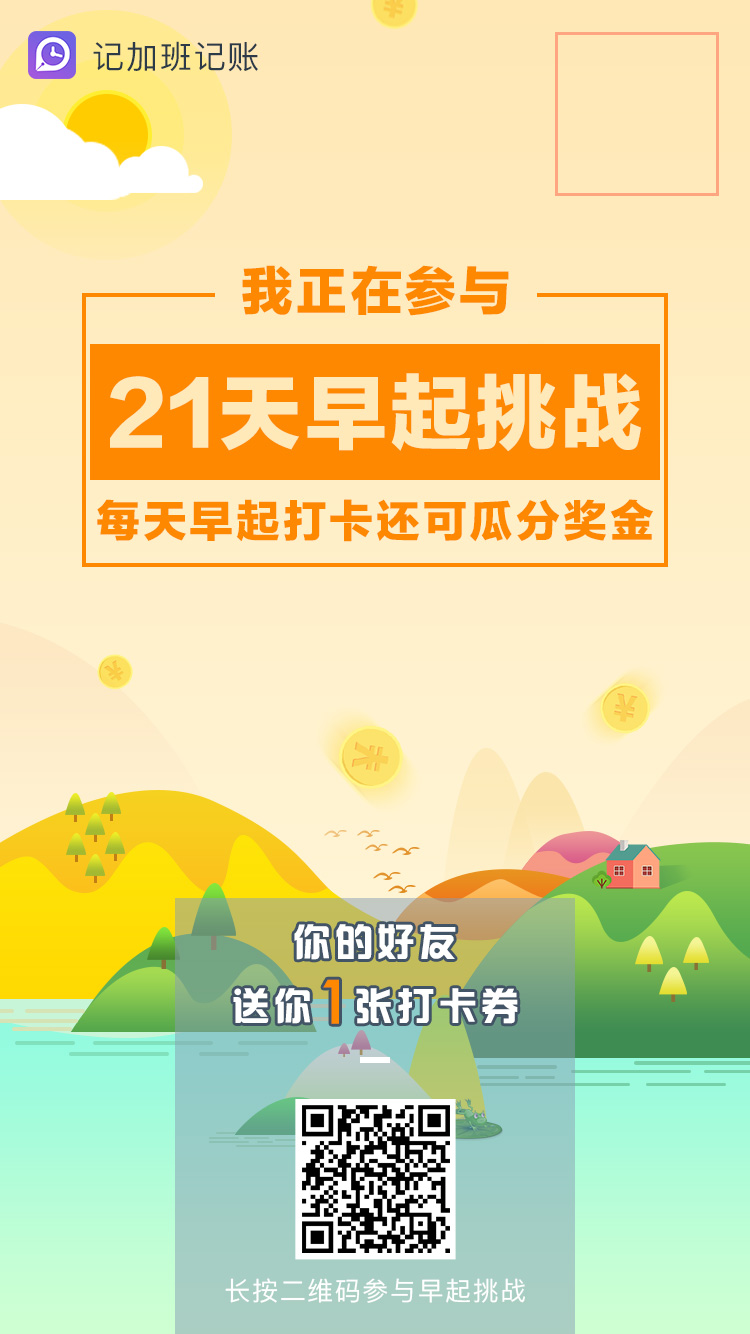 记加班记账
我正在参与
21天早起挑战
每天早起打卡还可瓜分奖金
你的好友
送你1张打卡券
长按二维码参与早起挑战